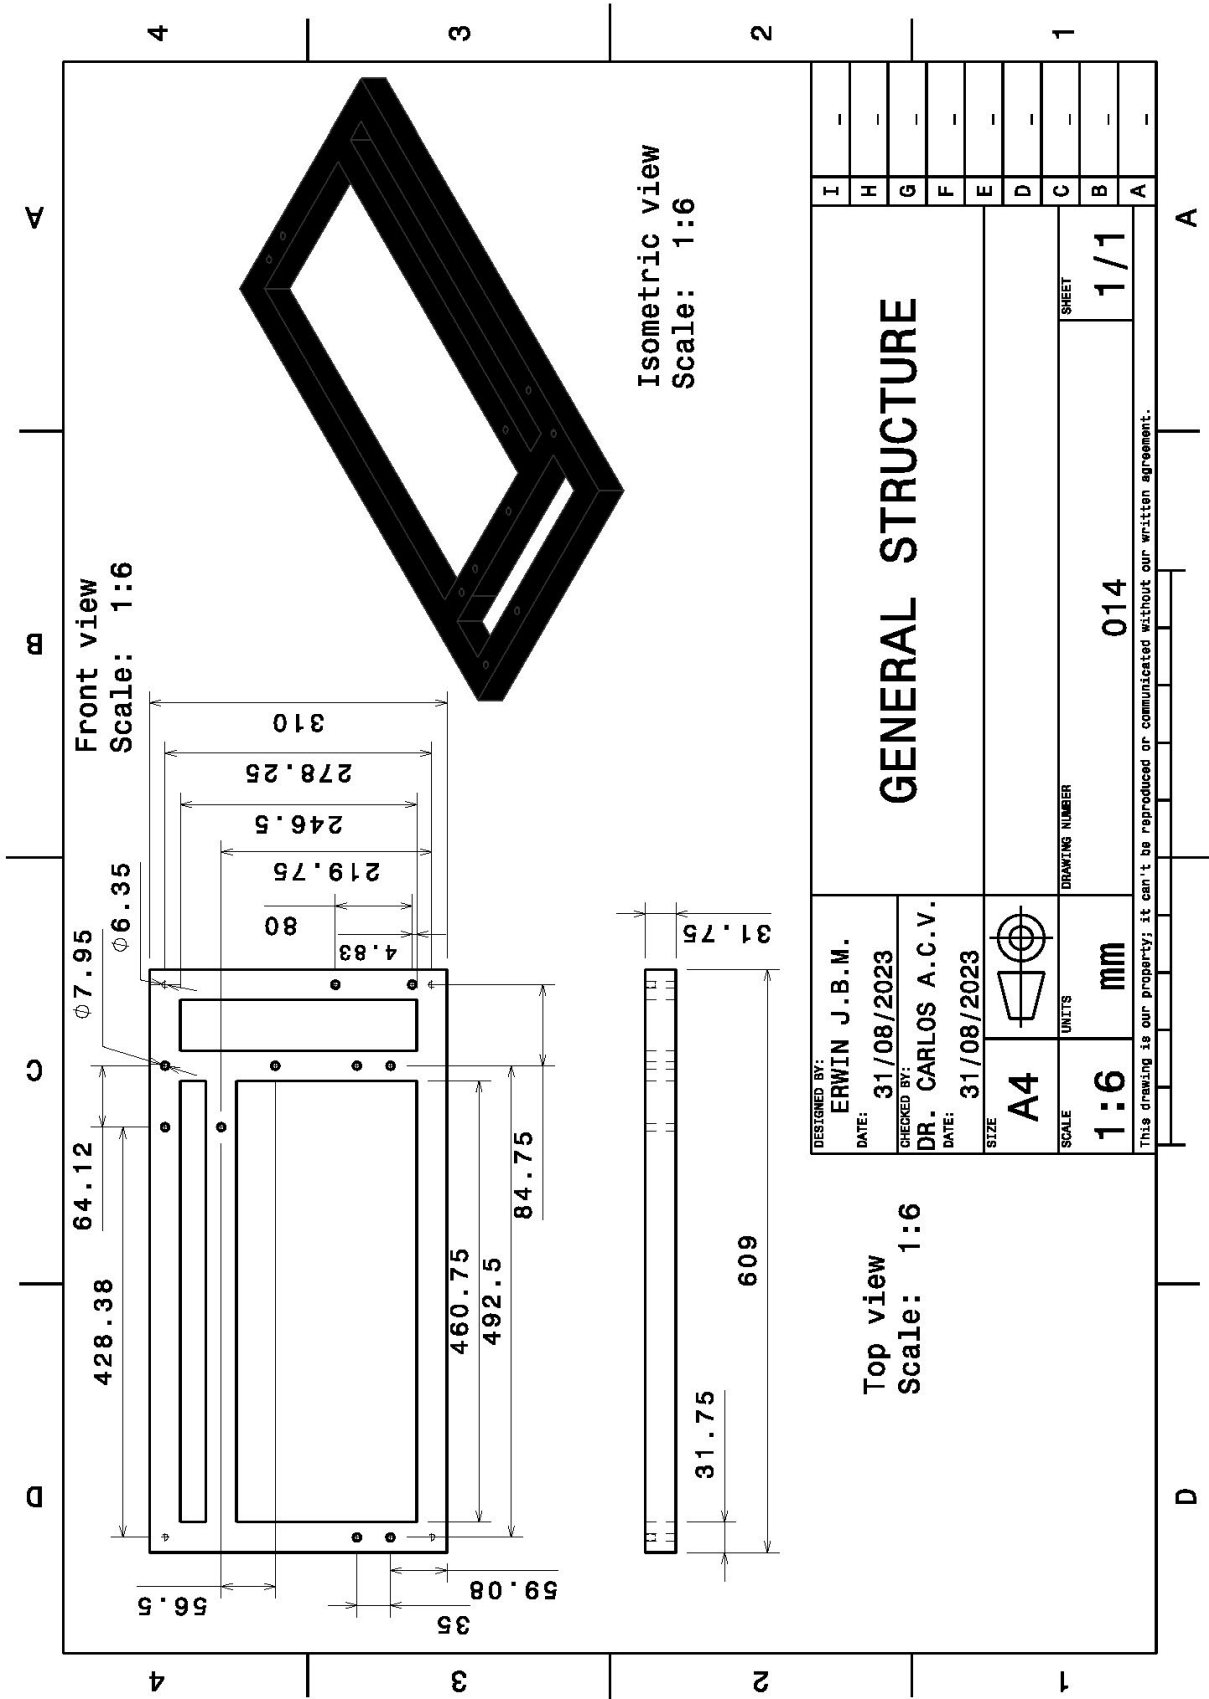 D
C
B
A
4
3
2
1
4
3
2
1
D
A
Front view
Scale: 1:6
428.38
64.12
Ø7.95
Ø6.35
56.5
35
59.08
460.75
492.5
84.75
4.83
80
219.75
246.5
278.25
310
31.75
609
31.75
Top view
Scale: 1:6
Isometric view
Scale: 1:6
DESIGNED BY:
ERWIN J.B.M.
DATE:
31/08/2023
CHECKED BY:
DR. CARLOS A.C.V.
DATE:
31/08/2023
SIZE
A4
SCALE
1:6
UNITS
mm
GENERAL STRUCTURE
DRAWING NUMBER
014
SHEET
1/1
I -
H -
G -
F -
E -
D -
C -
B -
A -
This drawing is our property; it can't be reproduced or communicated without our written agreement.